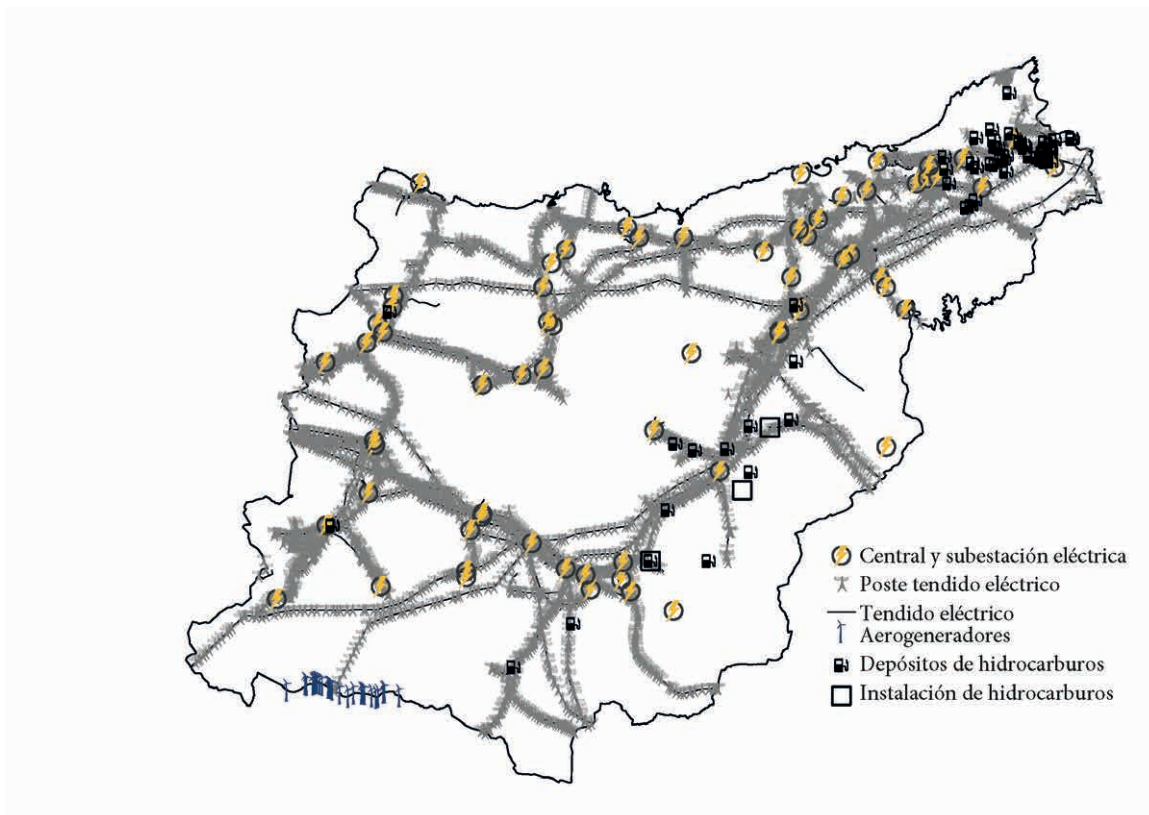 Central y subestación eléctrica
Poste tendido eléctrico
Tendido eléctrico
Aerogeneradores
Depósitos de hidrocarburos
Instalación de hidrocarburos